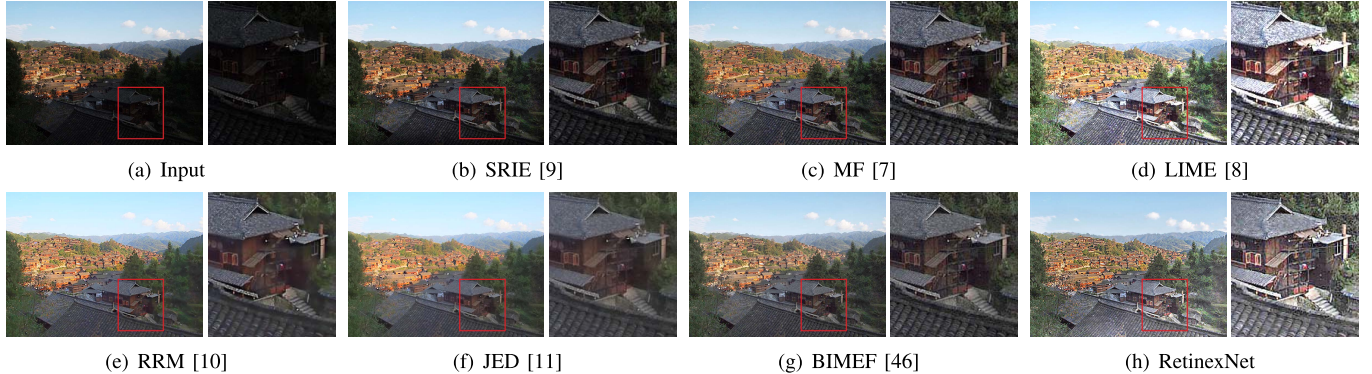 (a) Input
(b) SRIE [9]
(c) MF [7]
(d) LIME [8]
(e) RRM [10]
(f) JED [11]
(g) BIMEF [46]
(h) RetinexNet